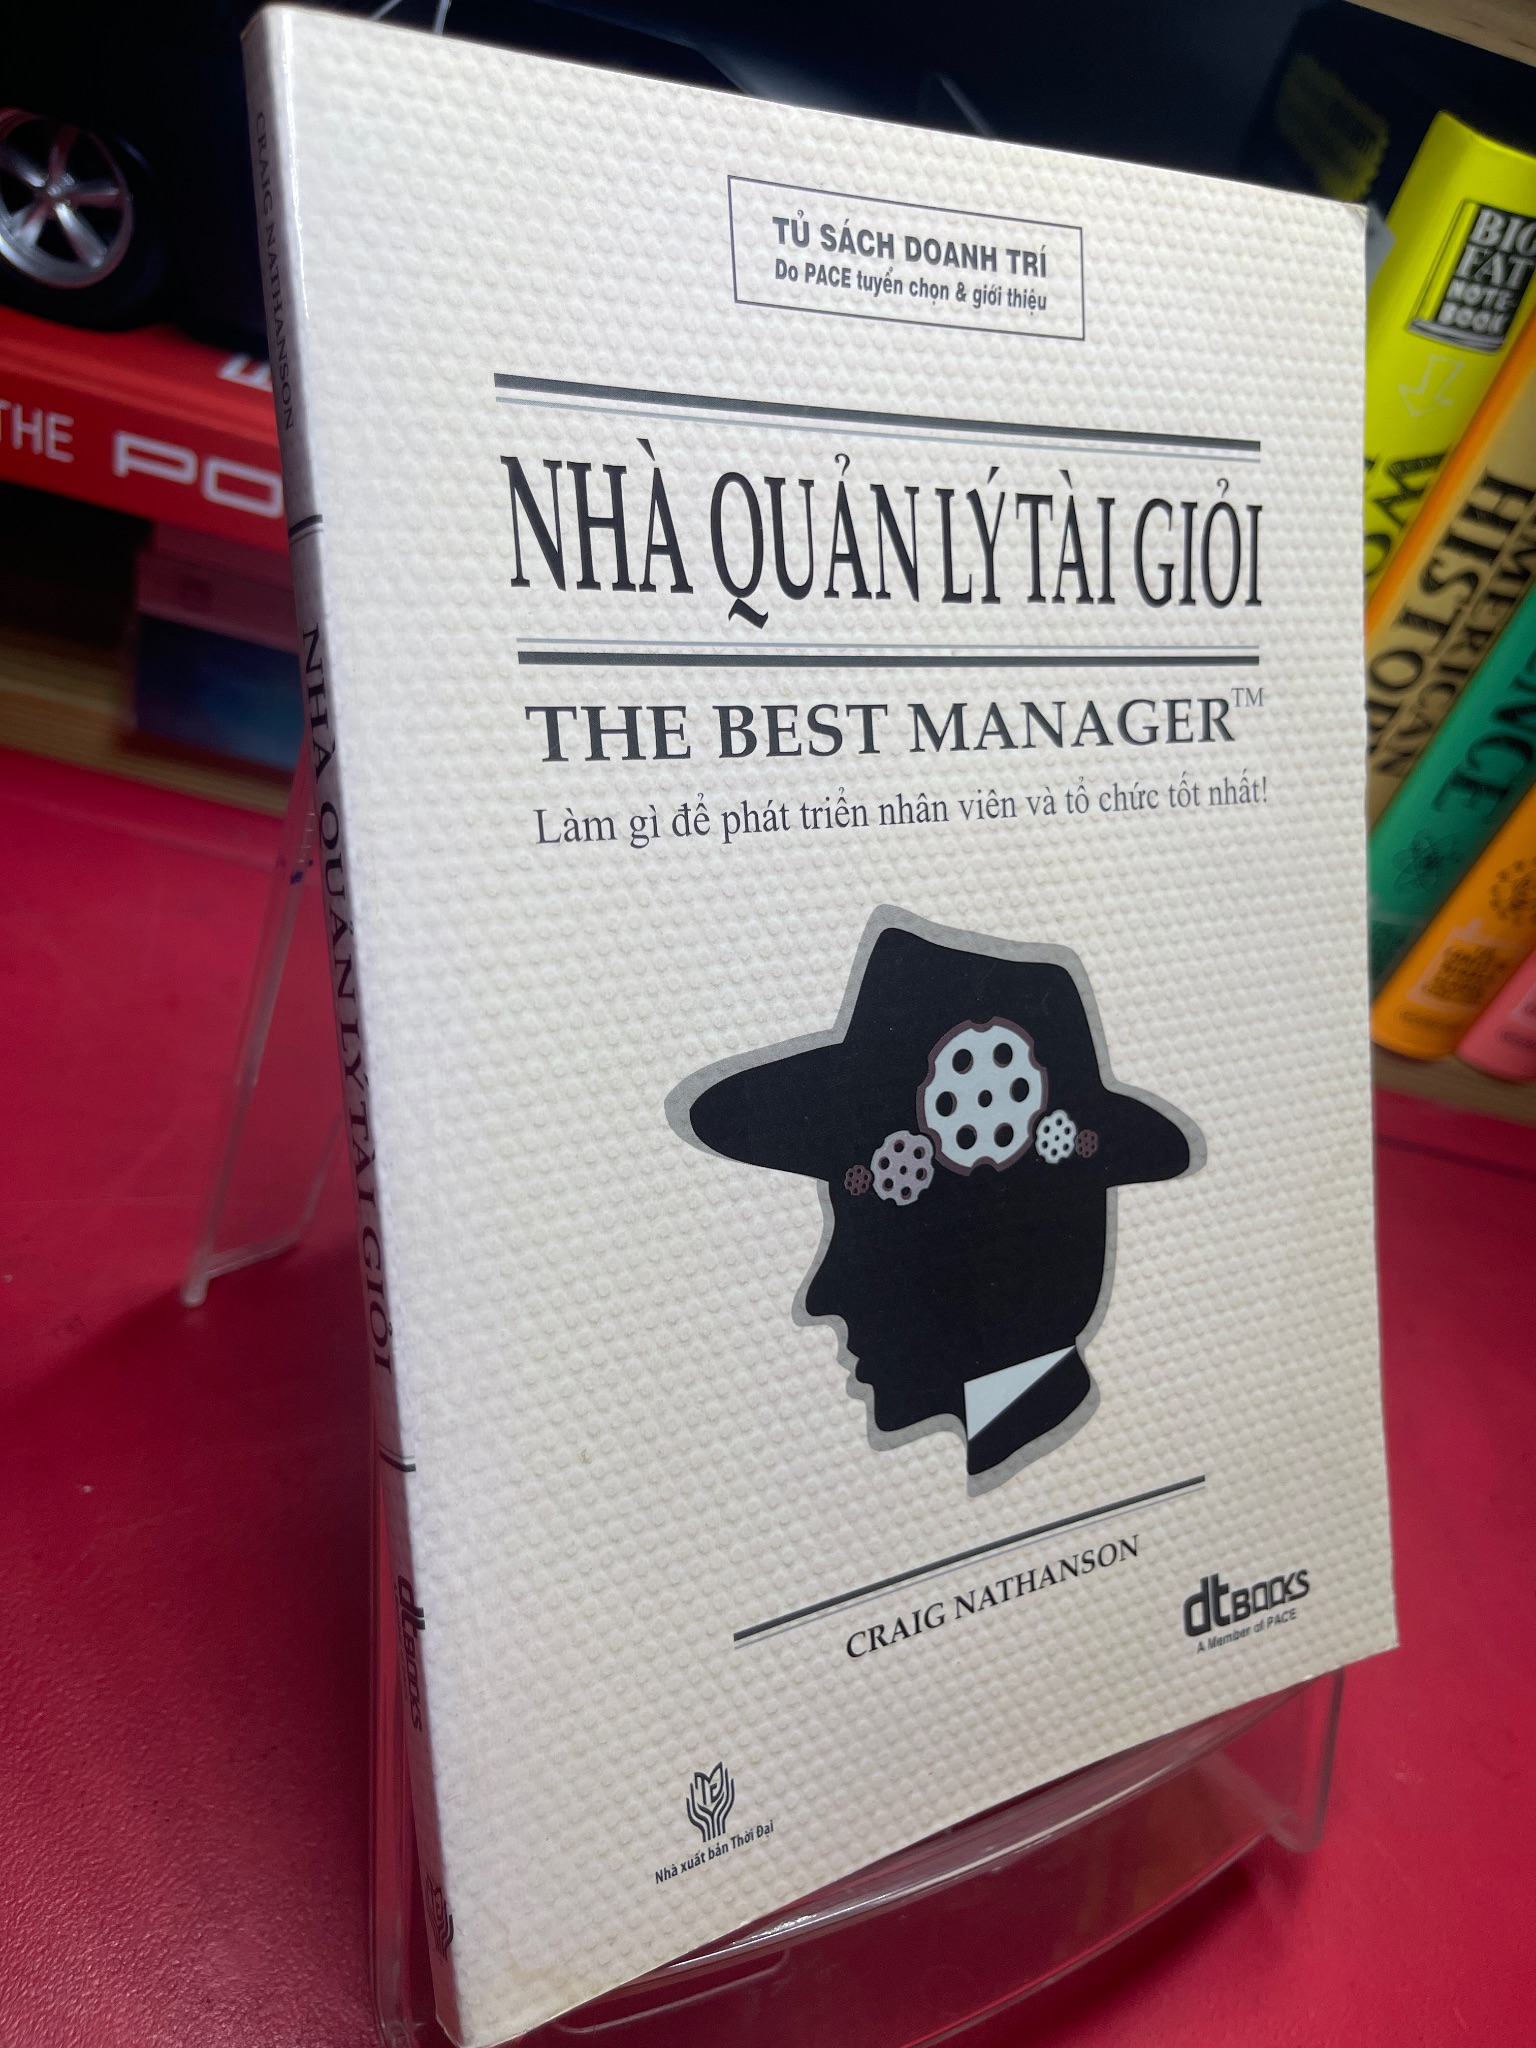 TỦ SÁCH DOANH TRÍ
Do PACE tuyển chọn & giới thiệu
NHÀ QUẢN LÝ TÀI GIỎI
THE BEST MANAGER™
Làm gì để phát triển nhân viên và tổ chức tốt nhất!
CRAIG NATHANSON
dtBOOKS
A Member of PACE
Nhà xuất bản Thời Đại
CRAIG NATHANSON
NHÀ QUẢN LÝ TÀI GIỎI
dtBOOKS
THE
BIG
FAT
NOTE-
BOOK
HISTORY